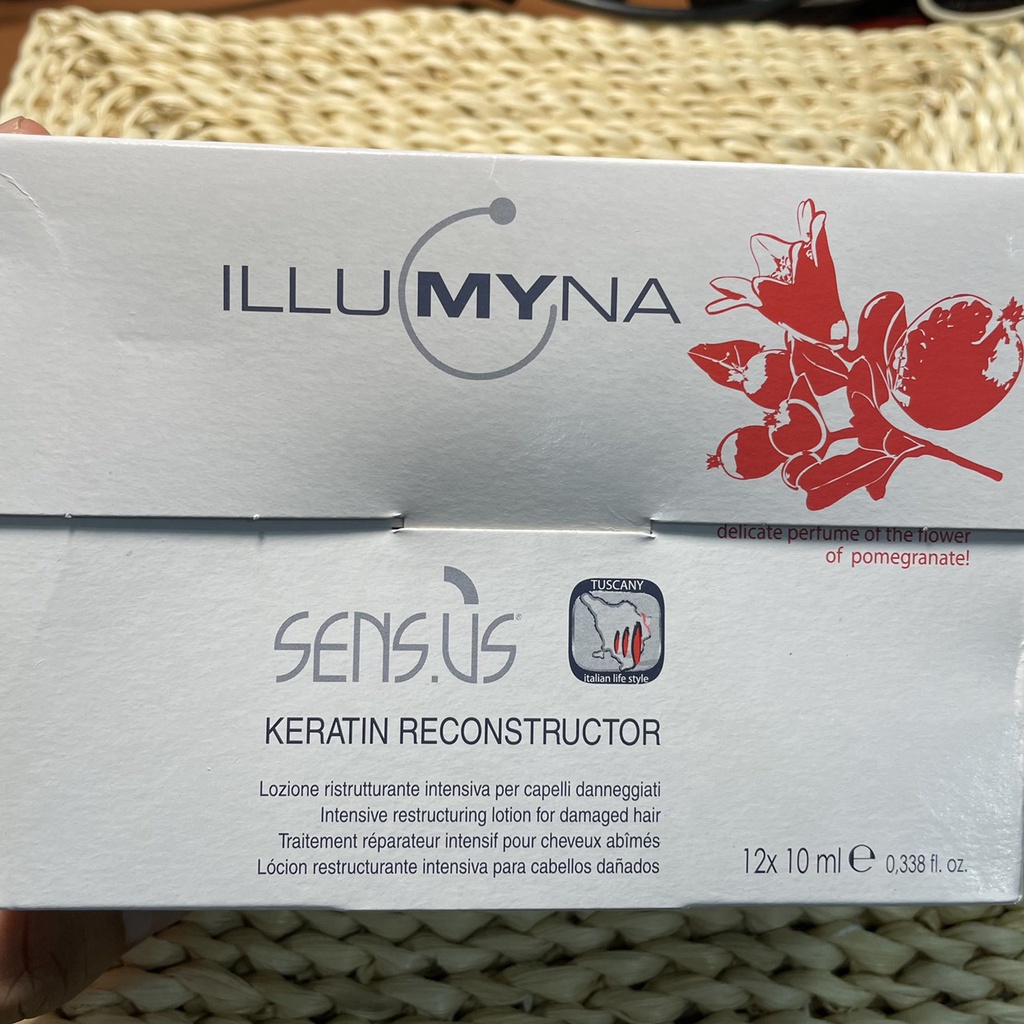 ILLUMYNA
delicate perfume of the flower
of pomegranate!
SENS.ÙS®
TUSCANY
italian life style
KERATIN RECONSTRUCTOR
Lozione ristrutturante intensiva per capelli danneggiati
Intensive restructuring lotion for damaged hair
Traitement réparateur intensif pour cheveux abîmés
Lócion restructurante intensiva para cabellos dañados
12x 10 ml ℮ 0,338 fl. oz.